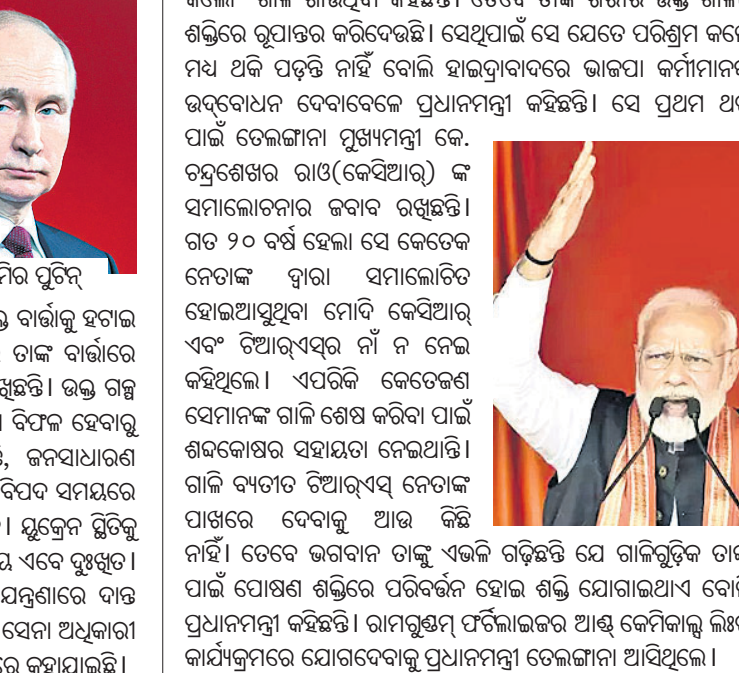 ପୁଟିନ୍
ବାର୍ତ୍ତାକୁ ହଟାଇ
ତାଙ୍କ ବାର୍ତ୍ତାରେ
ଉକ୍ତ ଗଳ୍ପ
ବିଫଳ ହେବାରୁ
ଜନସାଧାରଣ
ବିପଦ ସମୟରେ
ୟୁକ୍ରେନ ସ୍ଥିତିକୁ
ଏବେ ଦୁଃଖିତ।
ଯନ୍ତ୍ରଣାରେ ଦାନ୍ତ
ସେନା ଅଧିକାରୀ
କୁହାଯାଇଛି।
ଶକ୍ତିରେ ରୂପାନ୍ତର କରିଦେଉଛି। ସେଥିପାଇଁ ସେ ଯେତେ ପରିଶ୍ରମ
ମଧ୍ୟ ଥକି ପଡ଼ନ୍ତି ନାହିଁ ବୋଲି ହାଇଦ୍ରାବାଦରେ ଭାଜପା
ଉଦ୍‌ବୋଧନ ଦେବାବେଳେ ପ୍ରଧାନମନ୍ତ୍ରୀ କହିଛନ୍ତି। ସେ ପ୍ରଥମ
ପାଇଁ ତେଲଙ୍ଗାନା ମୁଖ୍ୟମନ୍ତ୍ରୀ କେ.
ଚନ୍ଦ୍ରଶେଖର ରାଓ(କେସିଆର୍) ଙ୍କ
ସମାଲୋଚନାର ଜବାବ ରଖିଛନ୍ତି।
ଗତ ୨୦ ବର୍ଷ ହେଲା ସେ କେତେକ
ନେତାଙ୍କ ଦ୍ୱାରା ସମାଲୋଚିତ
ହୋଇଆସୁଥିବା ମୋଦି କେସିଆର୍
ଏବଂ ଟିଆର୍‌ଏସ୍‌ର ନାଁ ନ ନେଇ
କହିଥିଲେ। ଏପରିକି କେତେଜଣ
ସେମାନଙ୍କ ଗାଳି ଶେଷ କରିବା ପାଇଁ
ଶବ୍ଦକୋଷର ସହାୟତା ନେଇଥାନ୍ତି।
ଗାଳି ବ୍ୟତୀତ ଟିଆର୍‌ଏସ୍ ନେତାଙ୍କ
ପାଖରେ ଦେବାକୁ ଆଉ କିଛି
ନାହିଁ। ତେବେ ଭଗବାନ ତାଙ୍କୁ ଏଭଳି ଗଢ଼ିଛନ୍ତି ଯେ ଗାଳିଗୁଡ଼ିକ
ପାଇଁ ପୋଷଣ ଶକ୍ତିରେ ପରିବର୍ତ୍ତନ ହୋଇ ଶକ୍ତି ଯୋଗାଇଥାଏ
ପ୍ରଧାନମନ୍ତ୍ରୀ କହିଛନ୍ତି। ରାମଗୁଣ୍ଡମ୍ ଫର୍ଟିଲାଇଜର ଆଣ୍ଡ୍ କେମିକାଲ୍ସ
କାର୍ଯ୍ୟକ୍ରମରେ ଯୋଗଦେବାକୁ ପ୍ରଧାନମନ୍ତ୍ରୀ ତେଲଙ୍ଗାନା ଆସିଥିଲେ।